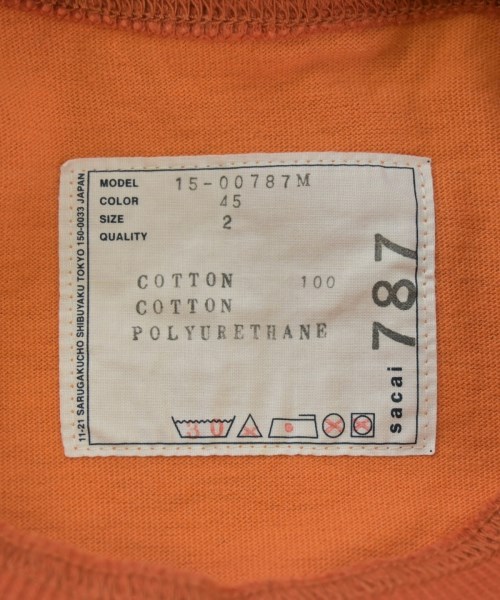 MODEL 15-00787M
COLOR 45
SIZE 2
QUALITY
COTTON 100
COTTON
POLYURETHANE
30
sacai 787
11-21 SARUGAKUCHO SHIBUYAKU TOKYO 150-0033 JAPAN